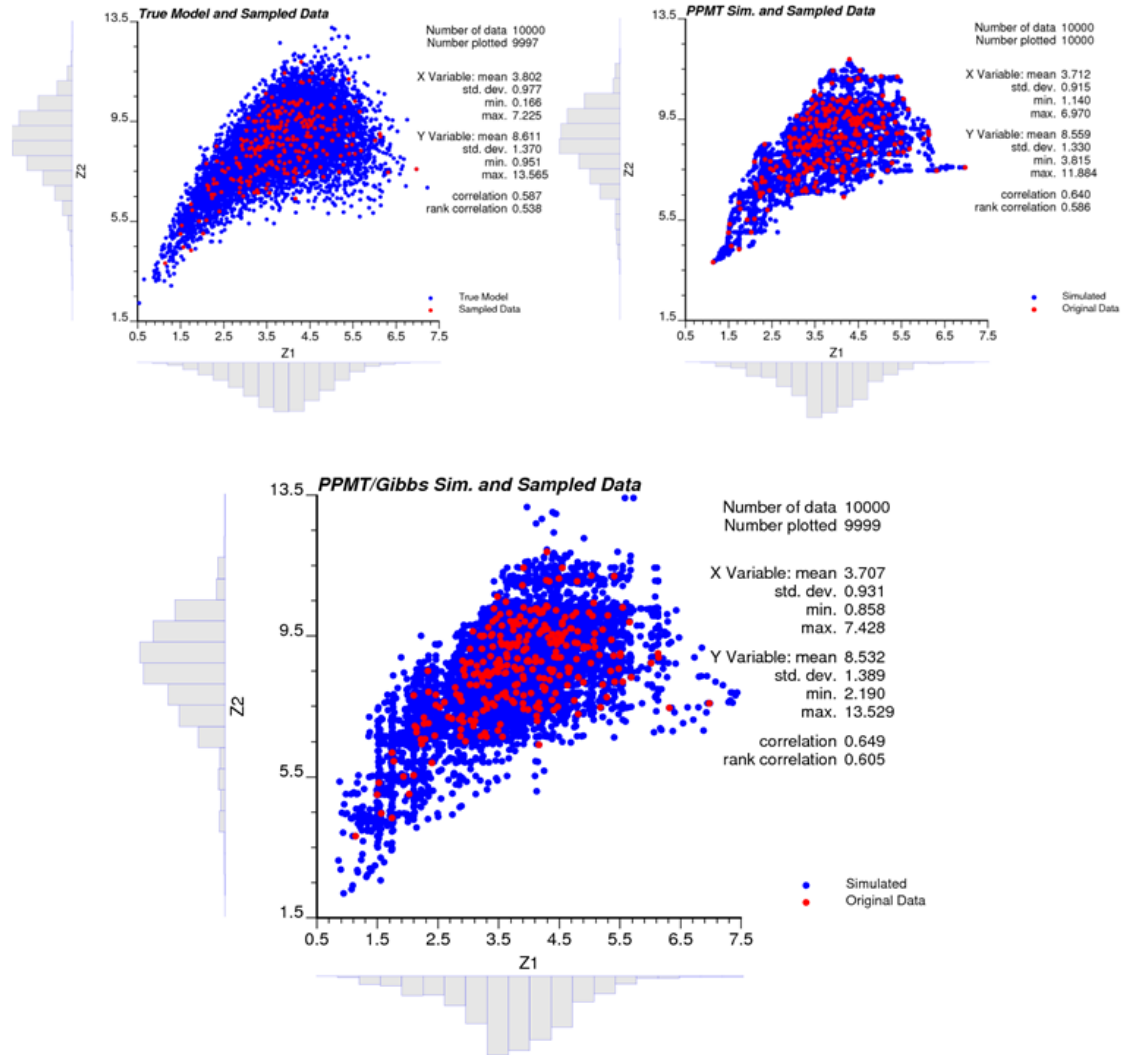 True Model and Sampled Data
Number of data 10000
Number plotted 9997
X Variable: mean 3.802
std. dev. 0.977
min. 0.166
max. 7.225
Y Variable: mean 8.611
std. dev. 1.370
min. 0.951
max. 13.565
correlation 0.587
rank correlation 0.538
13.5
9.5
5.5
1.5
Z2
True Model
Sampled Data
0.5 1.5 2.5 3.5 4.5 5.5 6.5 7.5
Z1
PPMT Sim. and Sampled Data
Number of data 10000
Number plotted 10000
X Variable: mean 3.712
std. dev. 0.915
min. 1.140
max. 6.970
Y Variable: mean 8.559
std. dev. 1.330
min. 3.815
max. 11.884
correlation 0.640
rank correlation 0.586
13.5
9.5
5.5
1.5
Z2
Simulated
Original Data
0.5 1.5 2.5 3.5 4.5 5.5 6.5 7.5
Z1
PPMT/Gibbs Sim. and Sampled Data
Number of data 10000
Number plotted 9999
X Variable: mean 3.707
std. dev. 0.931
min. 0.858
max. 7.428
Y Variable: mean 8.532
std. dev. 1.389
min. 2.190
max. 13.529
correlation 0.649
rank correlation 0.605
13.5
9.5
5.5
1.5
Z2
Simulated
Original Data
0.5 1.5 2.5 3.5 4.5 5.5 6.5 7.5
Z1